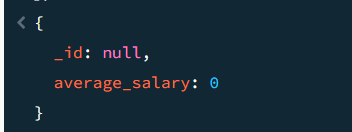 < {
_id: null,
average_salary: 0
}